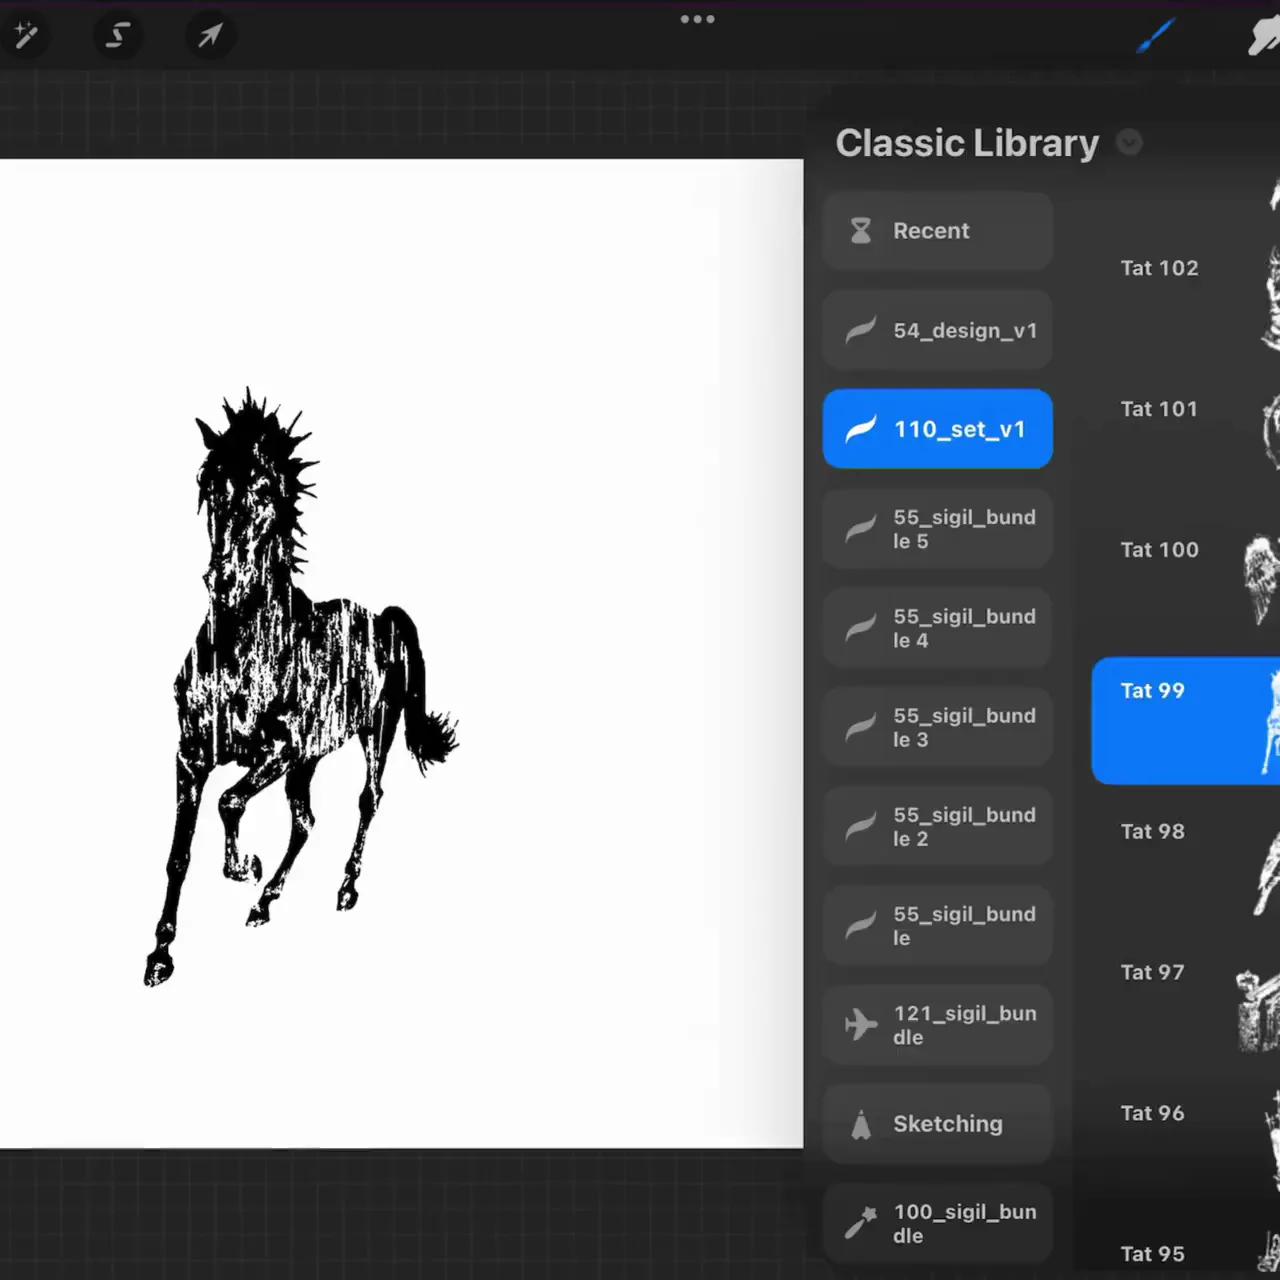 Classic Library
Recent
54_design_v1
110_set_v1
55_sigil_bund
le 5
55_sigil_bund
le 4
55_sigil_bund
le 3
55_sigil_bund
le 2
55_sigil_bund
le
121_sigil_bun
dle
Sketching
100_sigil_bun
dle
Tat 102
Tat 101
Tat 100
Tat 99
Tat 98
Tat 97
Tat 96
Tat 95